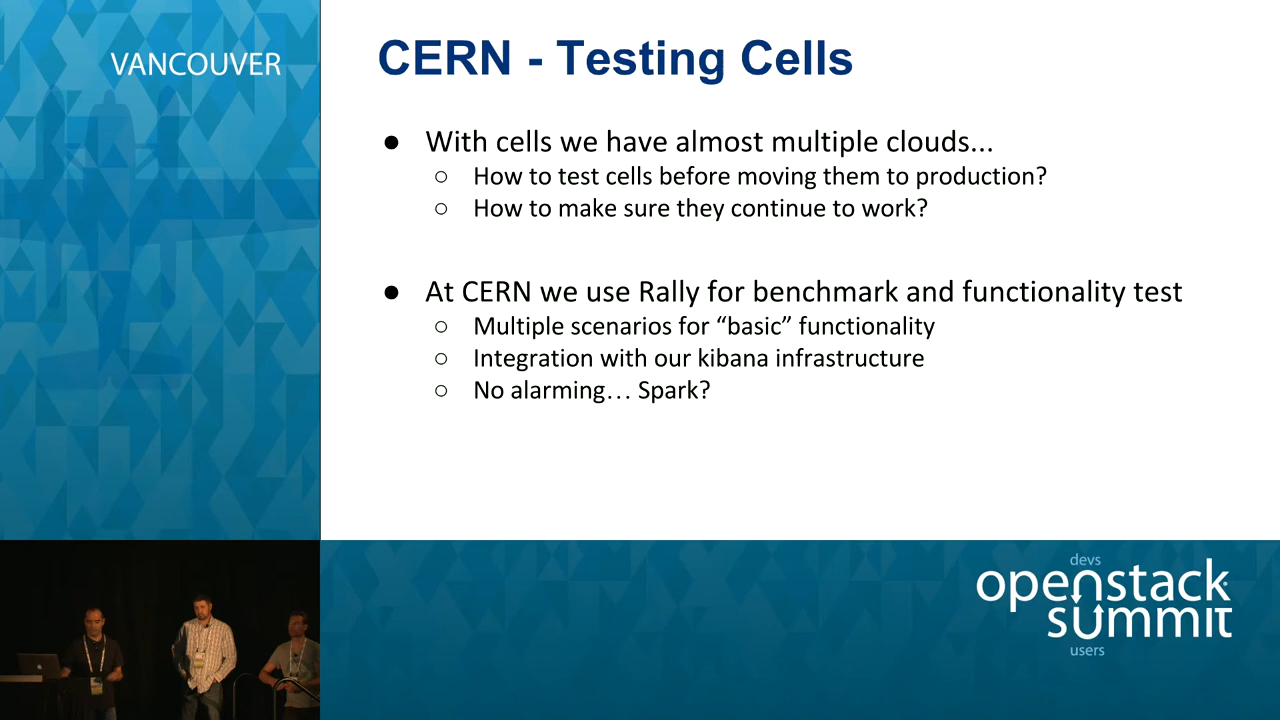 VANCOUVER
CERN - Testing Cells
● With cells we have almost multiple clouds...
○ How to test cells before moving them to production?
○ How to make sure they continue to work?
● At CERN we use Rally for benchmark and functionality test
○ Multiple scenarios for “basic” functionality
○ Integration with our kibana infrastructure
○ No alarming… Spark?
devs
openstack
summit
users